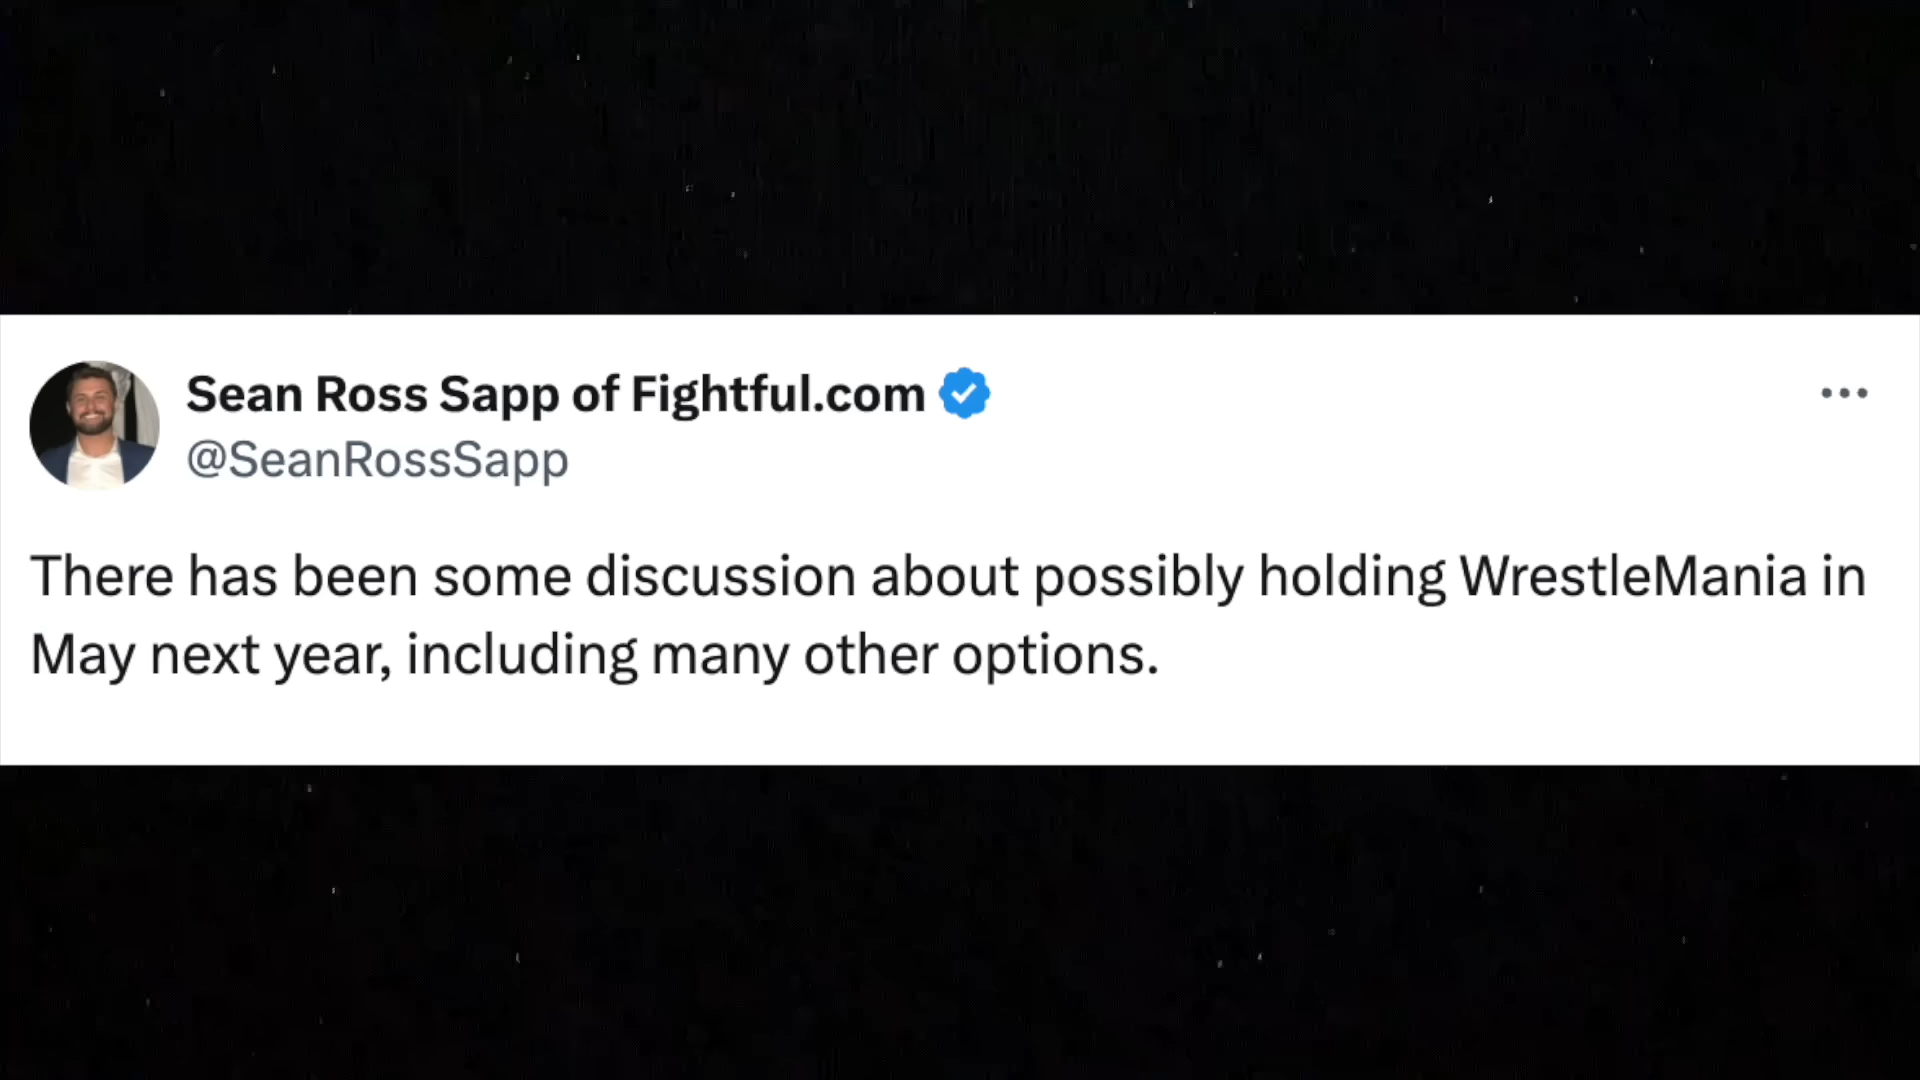 Sean Ross Sapp of Fightful.com
@SeanRossSapp
There has been some discussion about possibly holding WrestleMania in
May next year, including many other options.